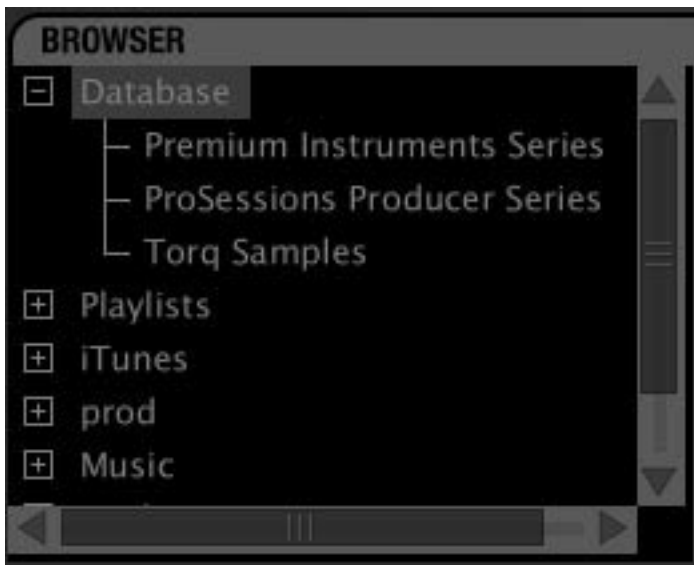 BROWSER
Database
Premium Instruments Series
ProSessions Producer Series
Torq Samples
Playlists
iTunes
prod
Music